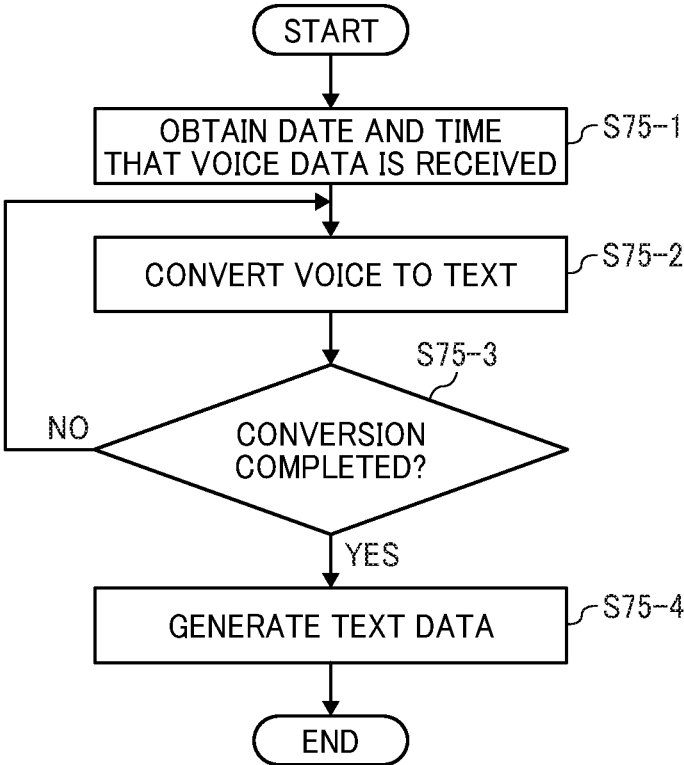 START
OBTAIN DATE AND TIME
THAT VOICE DATA IS RECEIVED
S75-1
CONVERT VOICE TO TEXT
S75-2
S75-3
CONVERSION
COMPLETED?
NO
YES
GENERATE TEXT DATA
S75-4
END